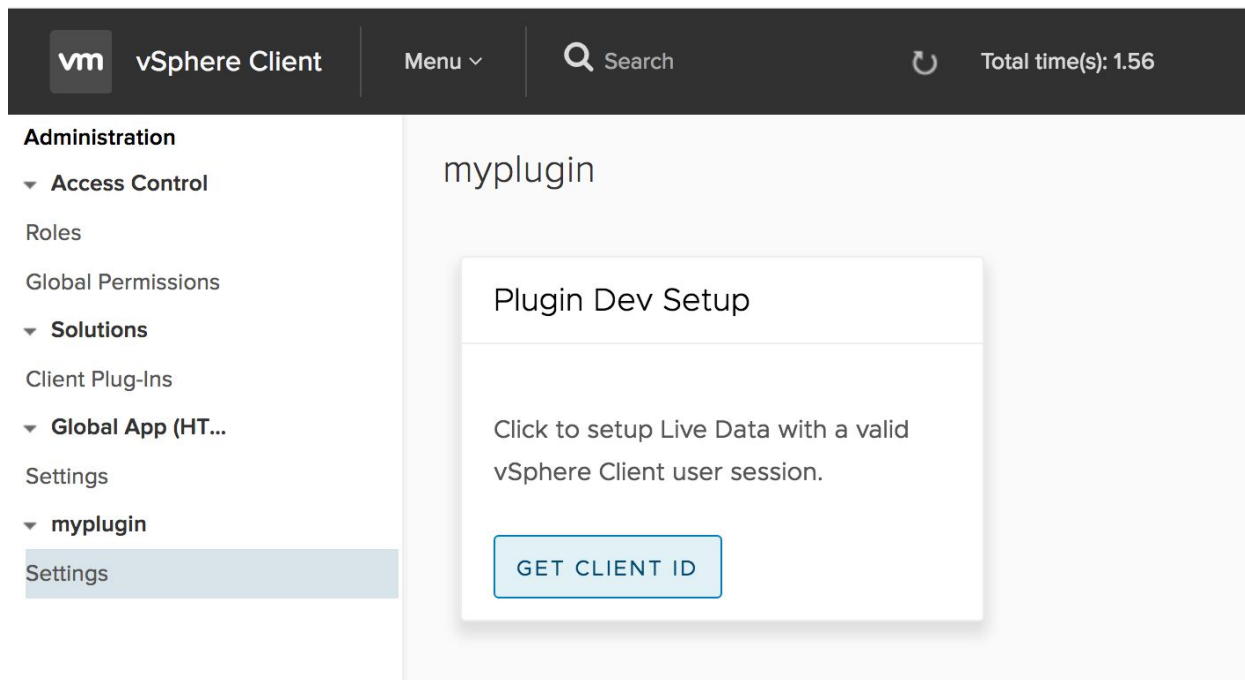 vm vSphere Client Menu Search Total time(s): 1.56
Administration
Access Control
Roles
Global Permissions
Solutions
Client Plug-Ins
Global App (HT...
Settings
myplugin
Settings
myplugin
Plugin Dev Setup
Click to setup Live Data with a valid
vSphere Client user session.
GET CLIENT ID